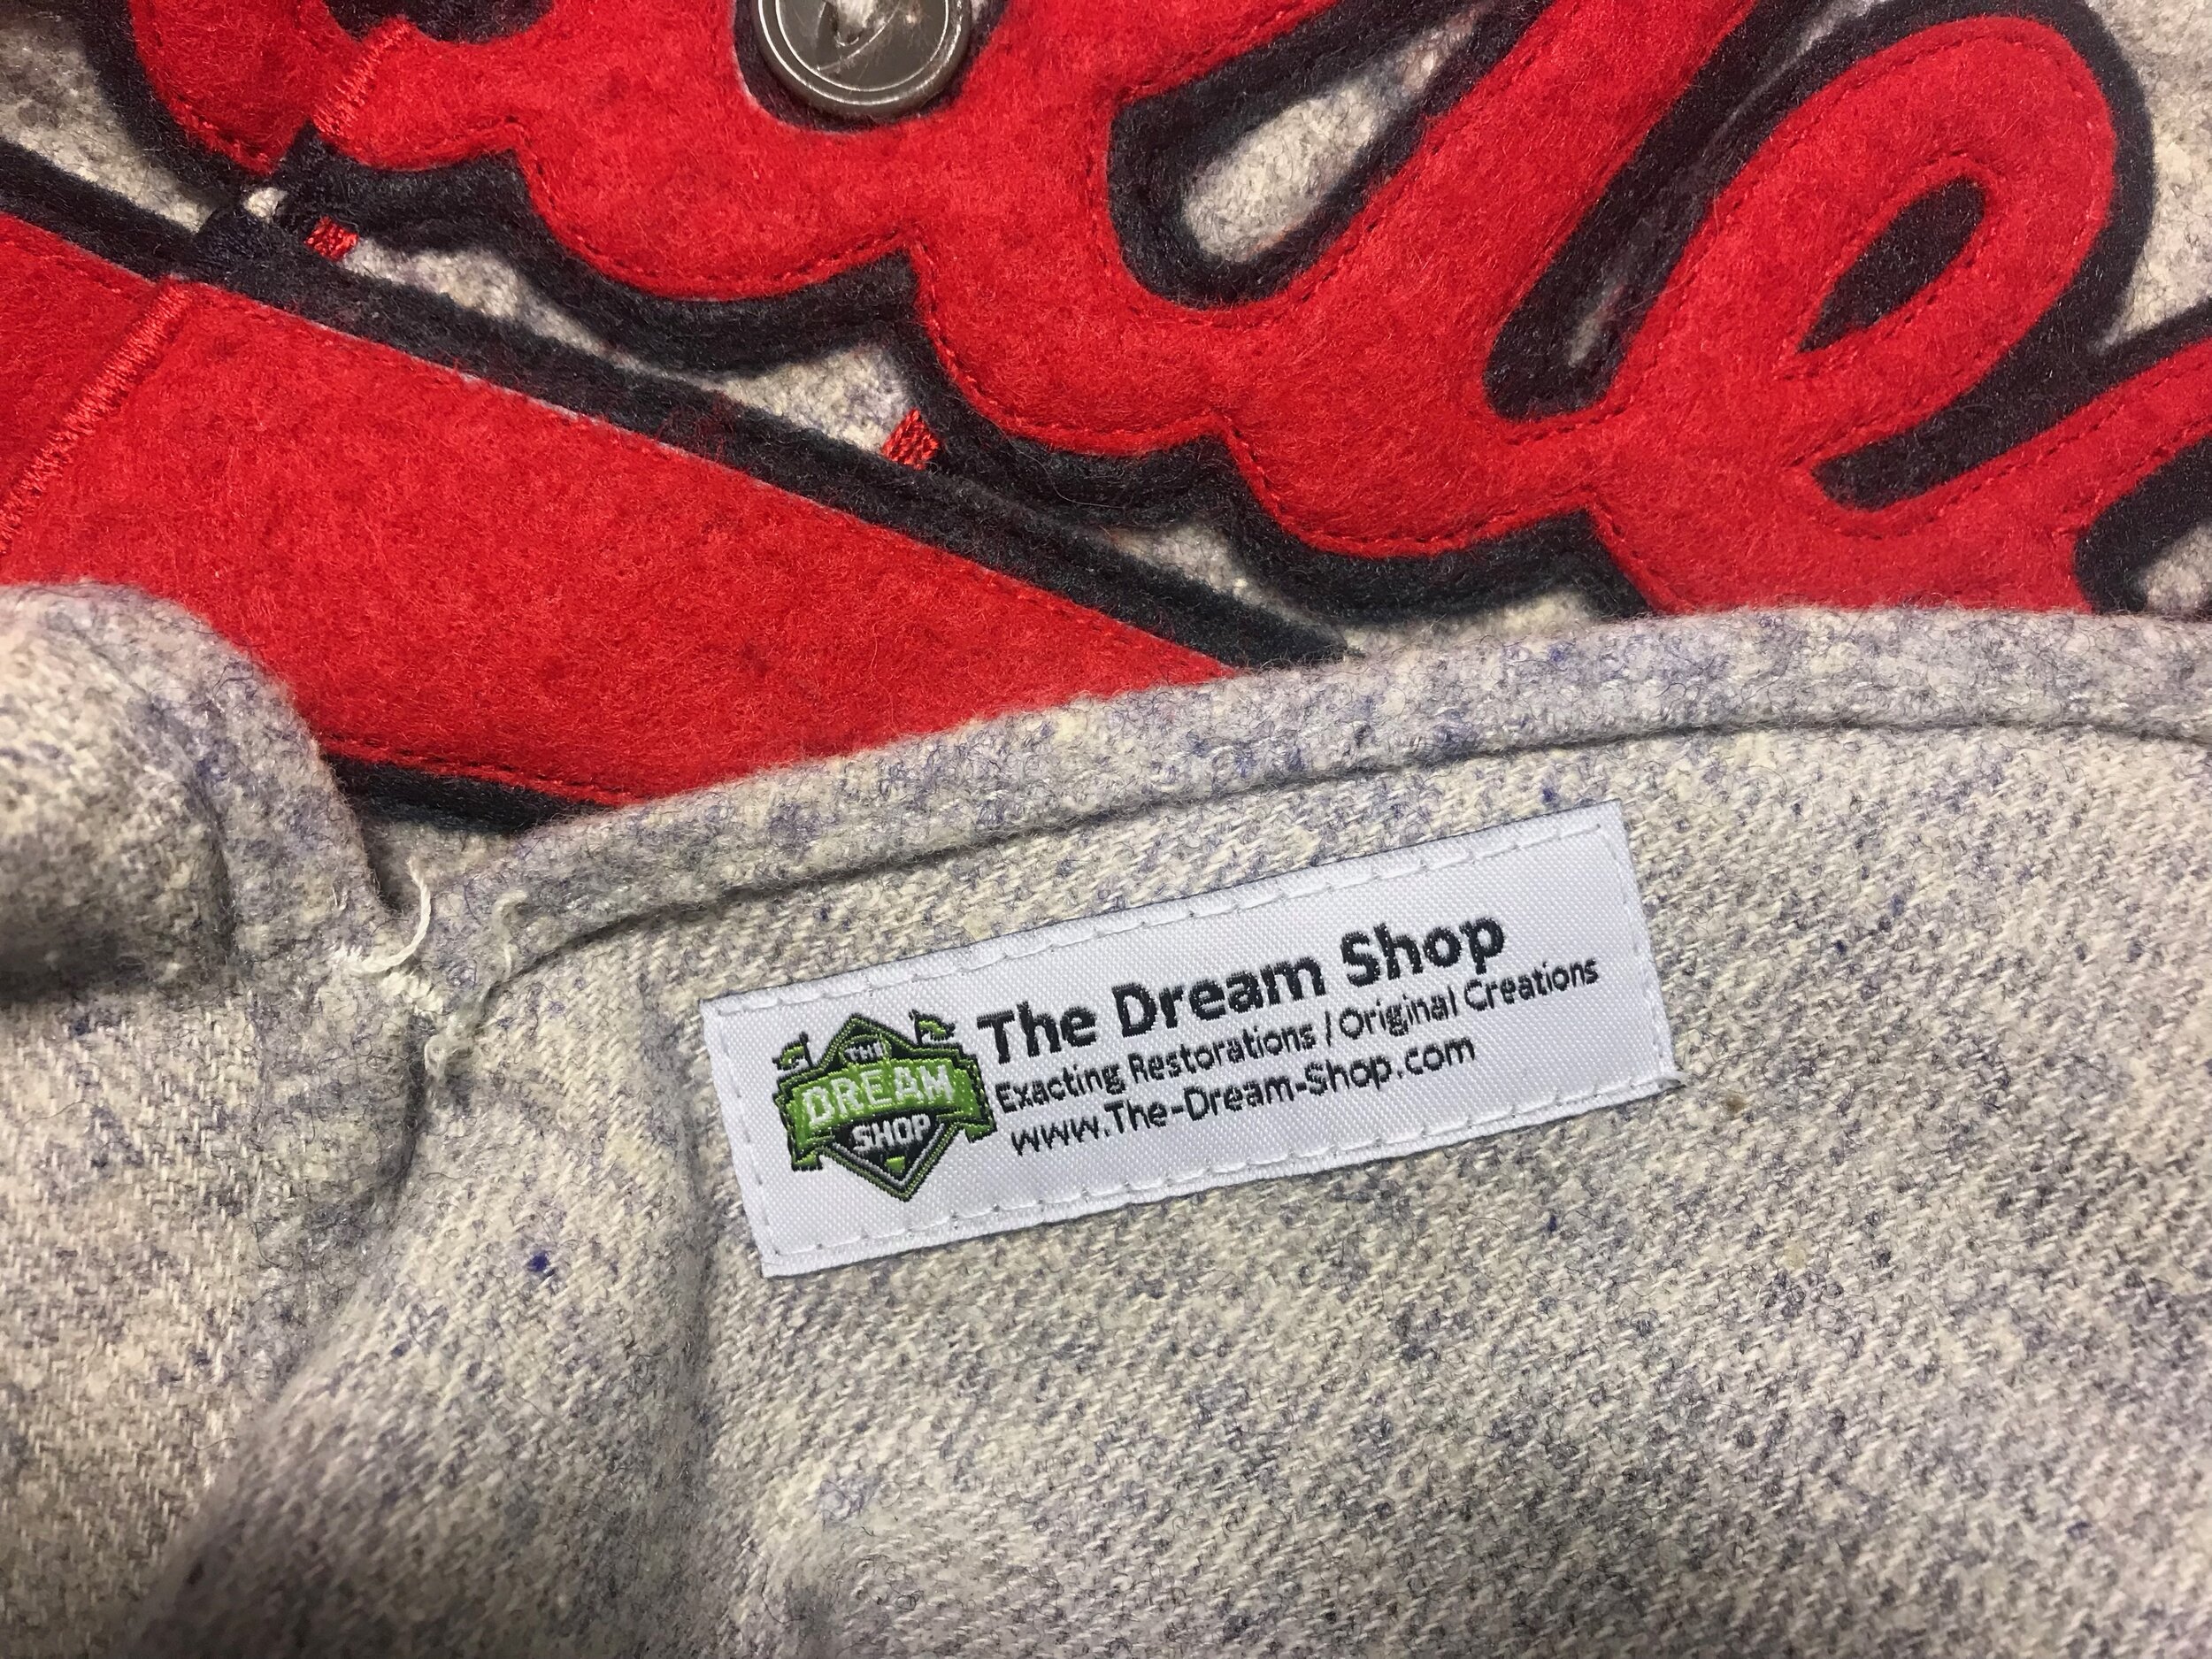 The Dream Shop
Exacting Restorations / Original Creations
www.The-Dream-Shop.com
THE
DREAM
SHOP